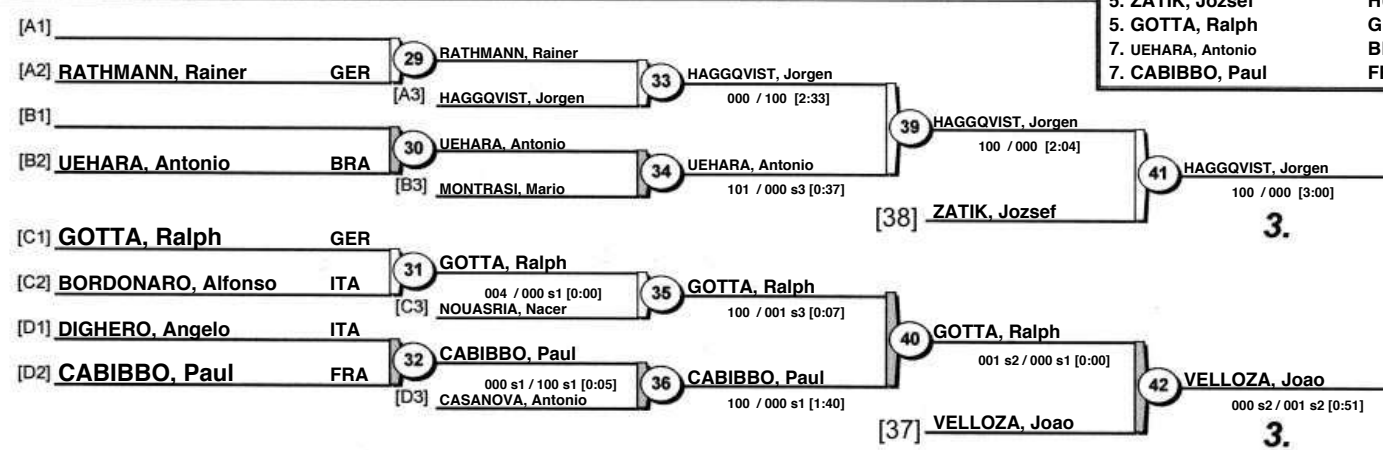 5. ZATIK, Jozsef
5. GOTTA, Ralph
7. UEHARA, Antonio
7. CABIBBO, Paul
[A1]
[A2] RATHMANN, Rainer GER
29
RATHMANN, Rainer
[A3] HAGGQVIST, Jorgen
33
HAGGQVIST, Jorgen
000 / 100 [2:33]
[B1]
[B2] UEHARA, Antonio BRA
30
UEHARA, Antonio
[B3] MONTRASI, Mario
34
UEHARA, Antonio
101 / 000 s3 [0:37]
39
HAGGQVIST, Jorgen
100 / 000 [2:04]
[38] ZATIK, Jozsef
41
HAGGQVIST, Jorgen
100 / 000 [3:00]
3.
[C1] GOTTA, Ralph GER
[C2] BORDONARO, Alfonso ITA
31
GOTTA, Ralph
004 / 000 s1 [0:00]
[C3] NOUASRIA, Nacer
35
GOTTA, Ralph
100 / 001 s3 [0:07]
[D1] DIGHERO, Angelo ITA
[D2] CABIBBO, Paul FRA
32
CABIBBO, Paul
000 s1 / 100 s1 [0:05]
[D3] CASANOVA, Antonio
36
CABIBBO, Paul
100 / 000 s1 [1:40]
40
GOTTA, Ralph
001 s2 / 000 s1 [0:00]
[37] VELLOZA, Joao
42
VELLOZA, Joao
000 s2 / 001 s2 [0:51]
3.